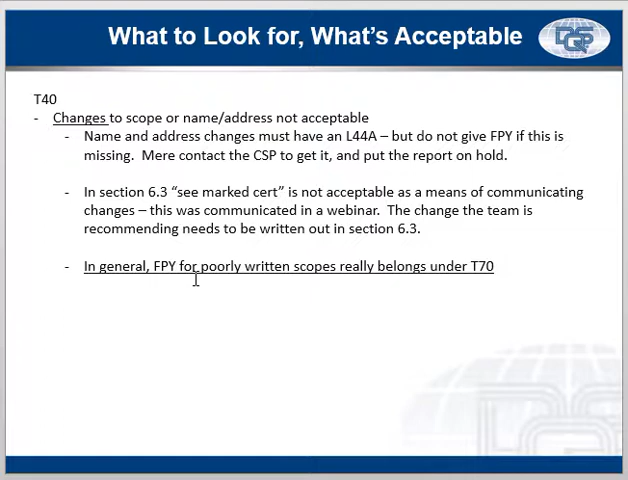 What to Look for, What's Acceptable
DQS
T40
- Changes to scope or name/address not acceptable
- Name and address changes must have an L44A – but do not give FPY if this is
missing. Mere contact the CSP to get it, and put the report on hold.
- In section 6.3 "see marked cert" is not acceptable as a means of communicating
changes – this was communicated in a webinar. The change the team is
recommending needs to be written out in section 6.3.
- In general, FPY for poorly written scopes really belongs under T70